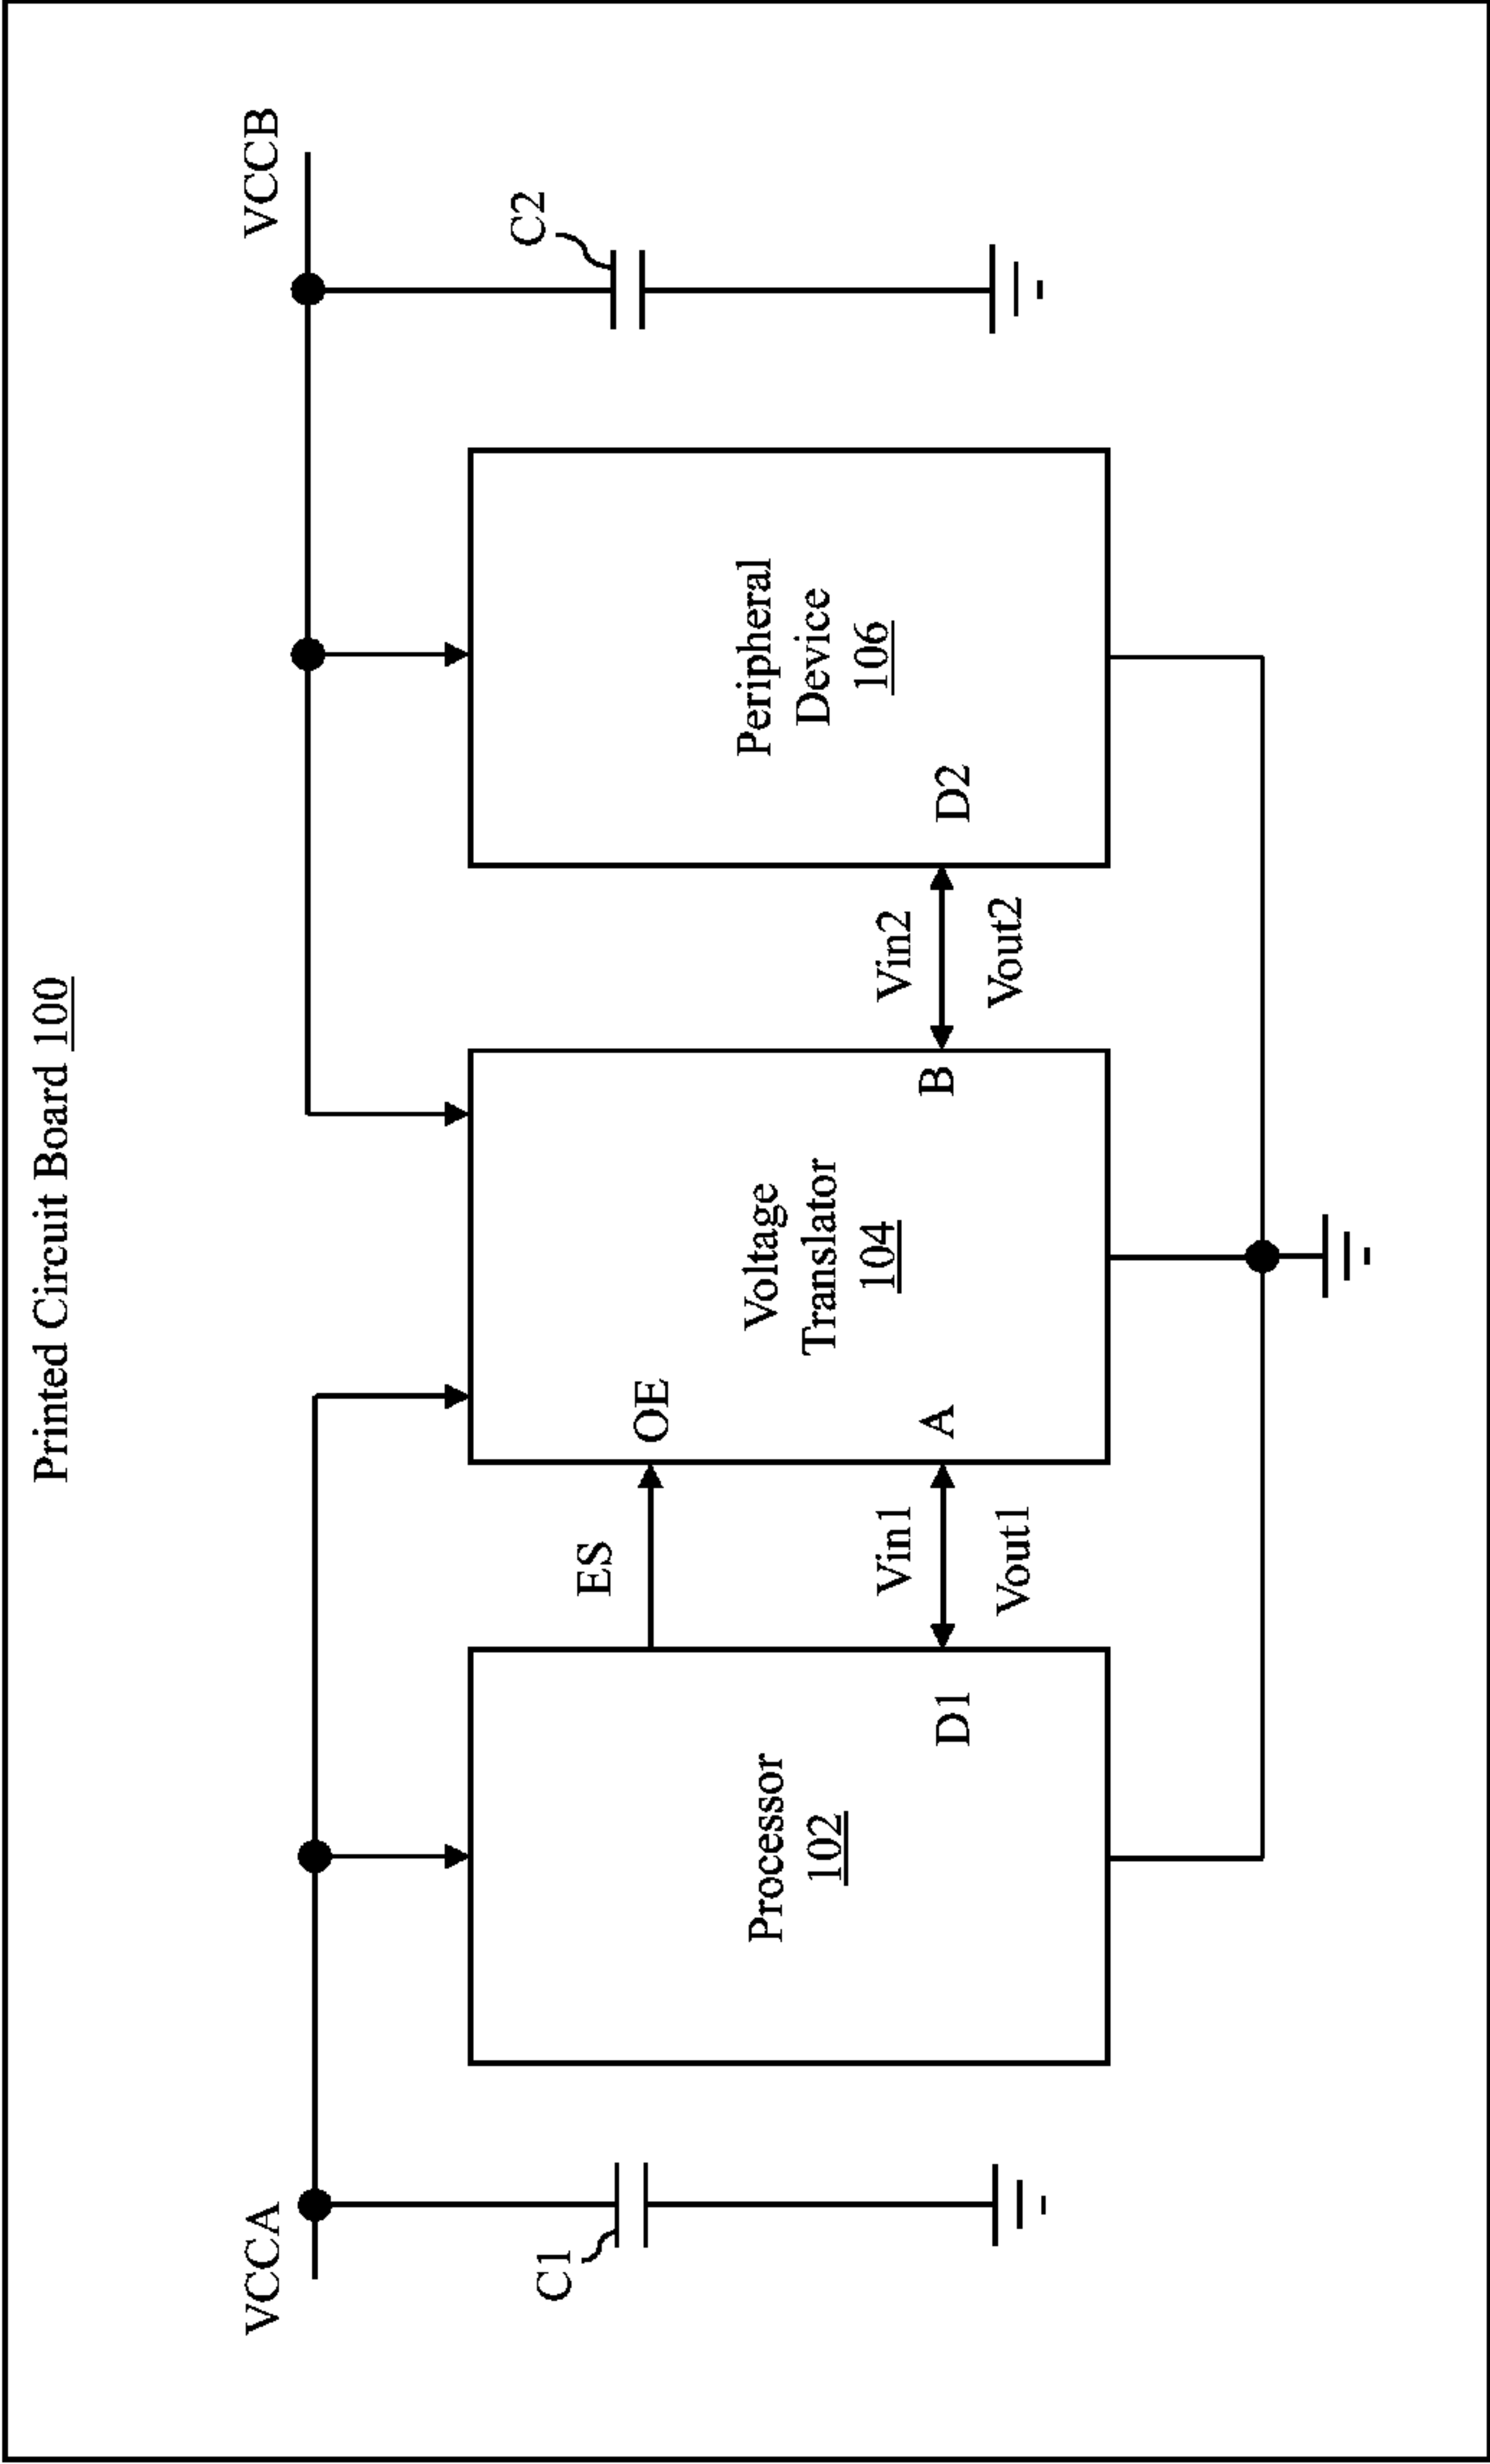 Printed Circuit Board 100
VCCA
VCCB
C1
C2
Processor
102
D1
ES
Vin1
Vout1
OE
A
Voltage
Translator
104
B
Vin2
Vout2
Peripheral
Device
106
D2